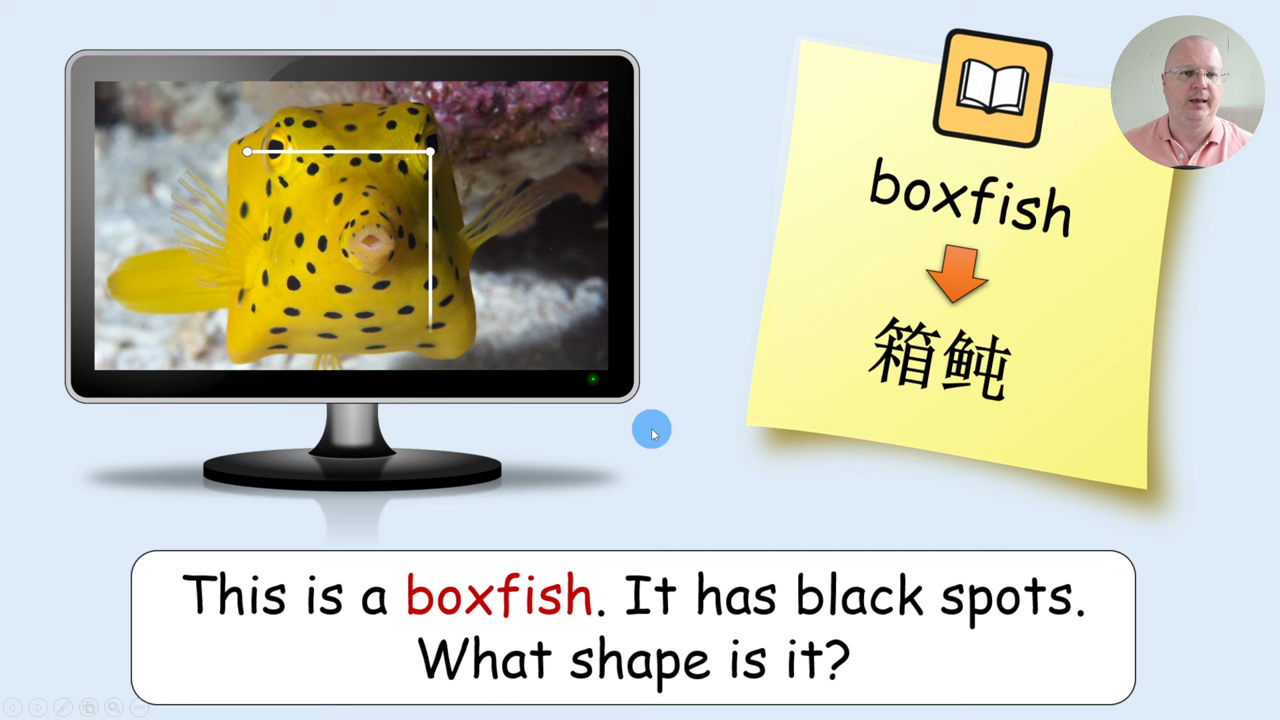 boxfish
箱鲀
This is a boxfish. It has black spots.
What shape is it?